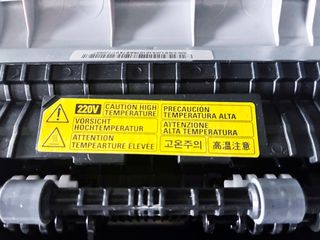 220V
CAUTION HIGH
TEMPERATURE
VORSICHT
HOCHTEMPERATUR
ATTENTION
TEMPEARTURE ÉLEVÉE
PRECAUCIÓN
TEMPERATURA ALTA
ATTENZIONE
ALTA TEMPERATURA
고온주의
高温注意